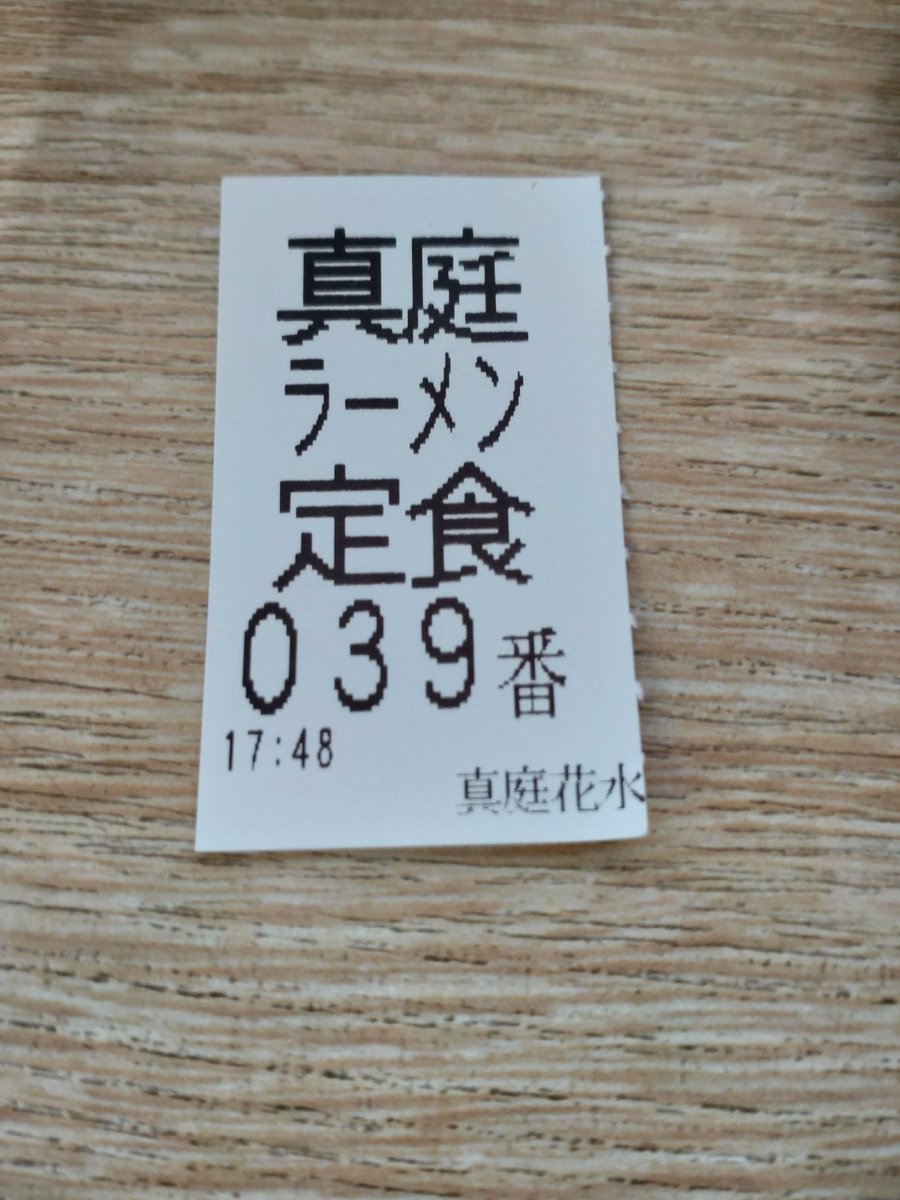 真庭
ラーメン
定食
039番
17:48
真庭花水